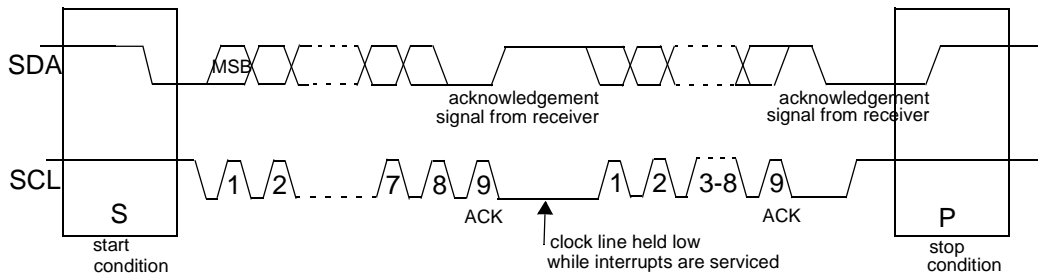 SDA
MSB
acknowledgement
signal from receiver
acknowledgement
signal from receiver
SCL
1 2 7 8 9 1 2 3-8 9
S
ACK
ACK
P
start
condition
clock line held low
while interrupts are serviced
stop
condition